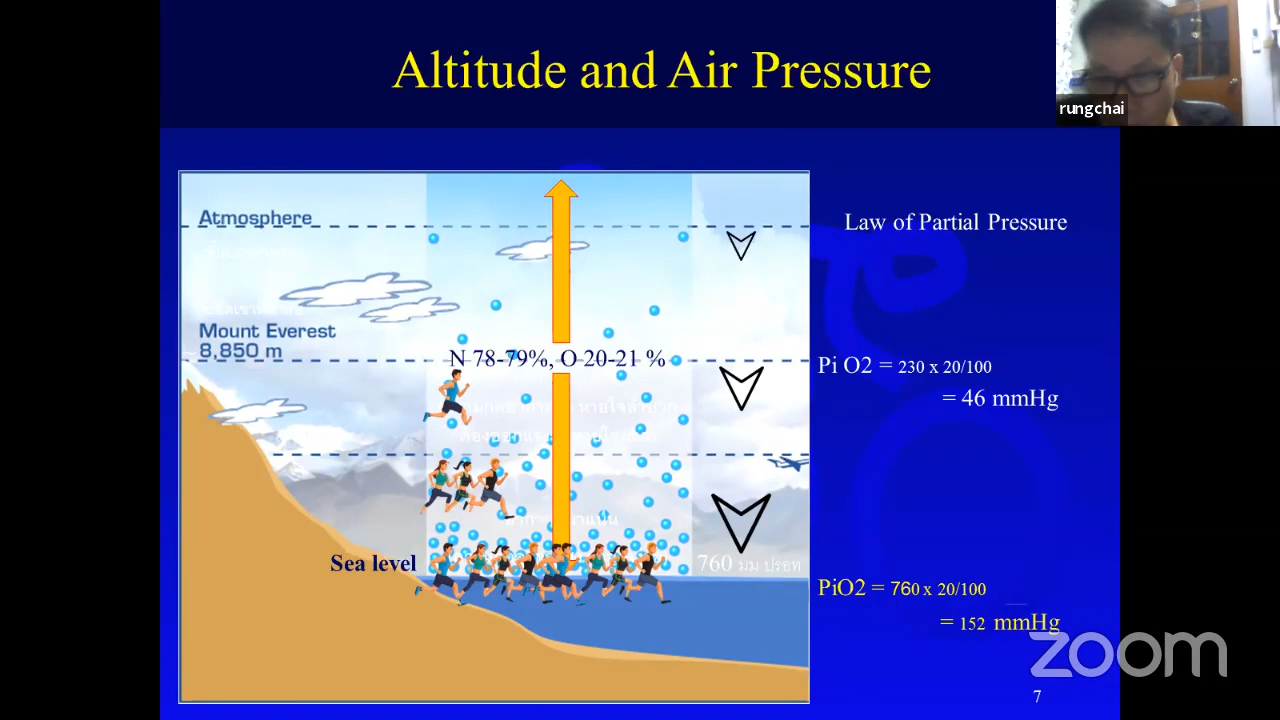 Altitude and Air Pressure
rungchai
Atmosphere
Law of Partial Pressure
Mount Everest
8,850 m
N 78-79%, O 20-21 %
Pi O2 = 230 x 20/100
= 46 mmHg
Sea level
760 มม ปรอท
PiO2 = 760 x 20/100
= 152 mmHg
zoom
7